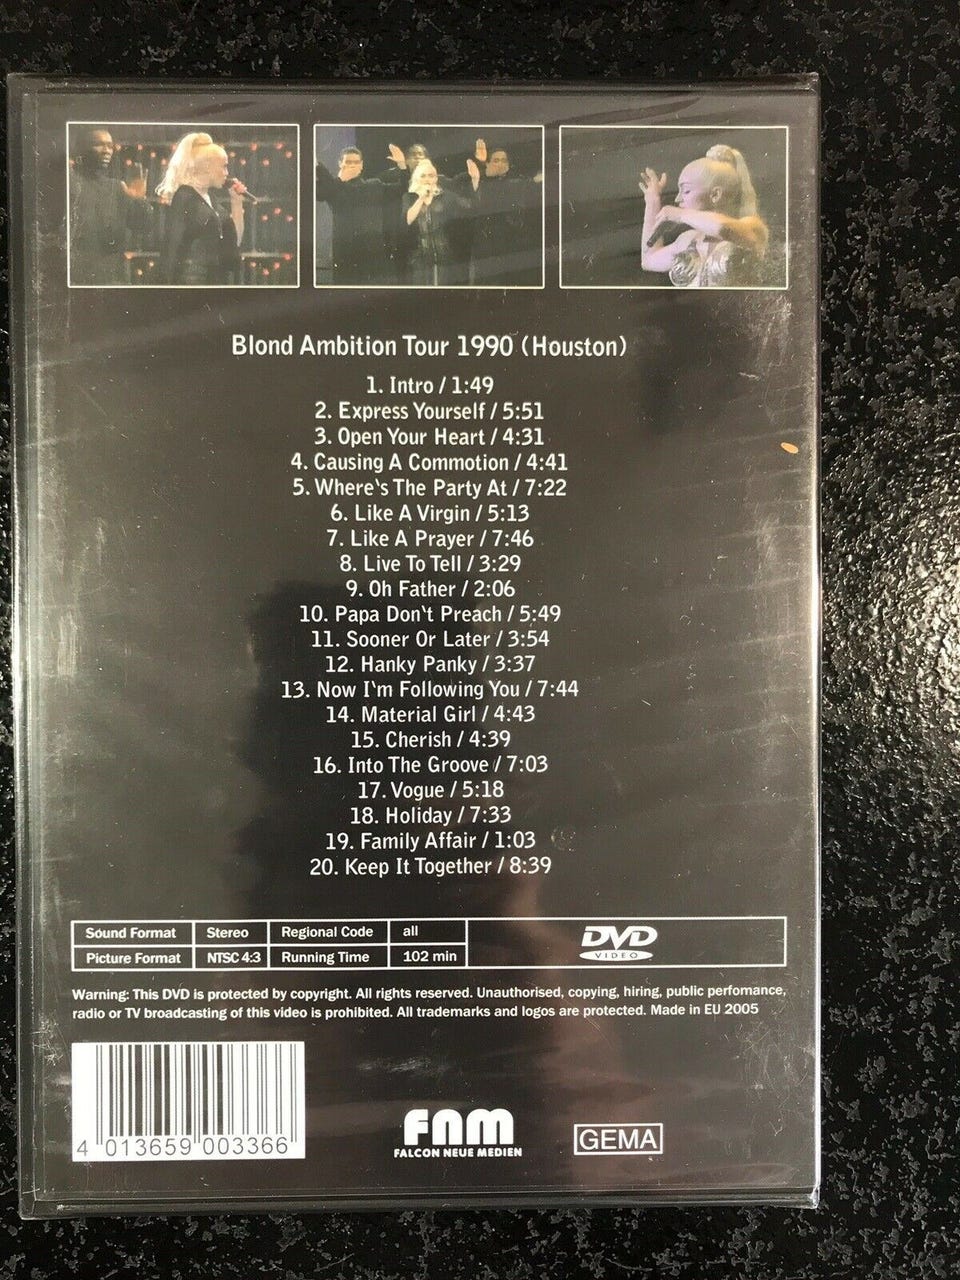 Blond Ambition Tour 1990 (Houston)
1. Intro / 1:49
2. Express Yourself / 5:51
3. Open Your Heart / 4:31
4. Causing A Commotion / 4:41
5. Where's The Party At / 7:22
6. Like A Virgin / 5:13
7. Like A Prayer / 7:46
8. Live To Tell / 3:29
9. Oh Father / 2:06
10. Papa Don't Preach / 5:49
11. Sooner Or Later / 3:54
12. Hanky Panky / 3:37
13. Now I'm Following You / 7:44
14. Material Girl / 4:43
15. Cherish / 4:39
16. Into The Groove / 7:03
17. Vogue / 5:18
18. Holiday / 7:33
19. Family Affair / 1:03
20. Keep It Together / 8:39
Sound Format Stereo Regional Code all
Picture Format NTSC 4:3 Running Time 102 min
DVD
VIDEO
Warning: This DVD is protected by copyright. All rights reserved. Unauthorised, copying, hiring, public perfomance,
radio or TV broadcasting of this video is prohibited. All trademarks and logos are protected. Made in EU 2005
4 013659 003366
FNM
FALCON NEUE MEDIEN
GEMA